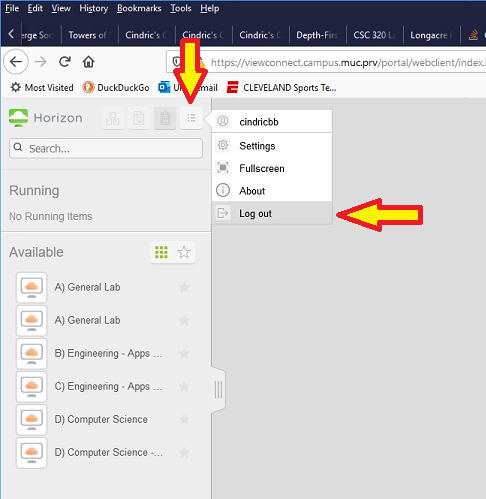 File Edit View History Bookmarks Tools Help
erge Sor Towers of Cindric's Cindric's C Cindric's C Depth-Firs CSC 320 La Longacre
https://viewconnect.campus.muc.prv/portal/webclient/index.
Most Visited DuckDuckGo Email CLEVELAND Sports Te...
Horizon
cindricbb
Search...
Settings
Fullscreen
Running
About
No Running Items
Log out
Available
A) General Lab
A) General Lab
B) Engineering - Apps ...
C) Engineering - Apps ...
D) Computer Science
D) Computer Science -...